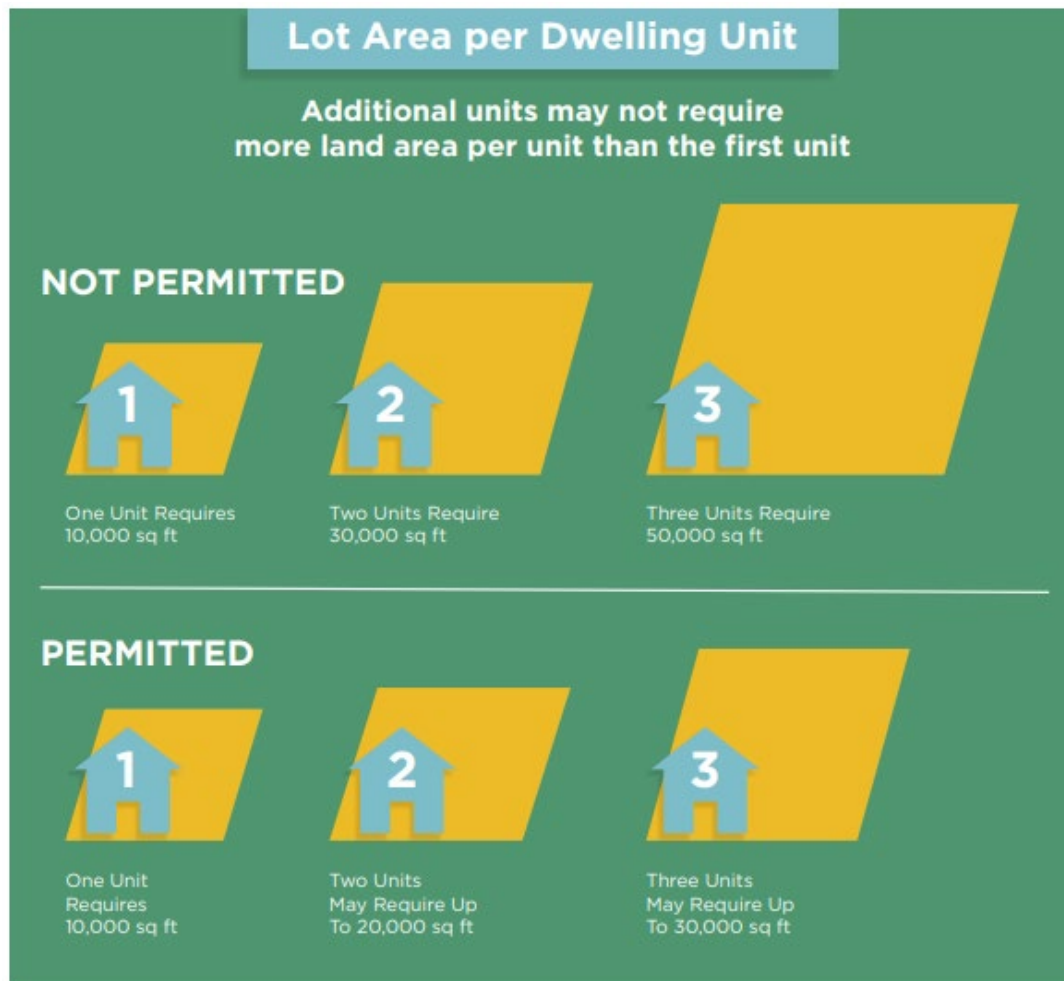 Lot Area per Dwelling Unit
Additional units may not require
more land area per unit than the first unit
NOT PERMITTED
1
2
3
One Unit Requires
10,000 sq ft
Two Units Require
30,000 sq ft
Three Units Require
50,000 sq ft
PERMITTED
1
2
3
One Unit
Requires
10,000 sq ft
Two Units
May Require Up
To 20,000 sq ft
Three Units
May Require Up
To 30,000 sq ft